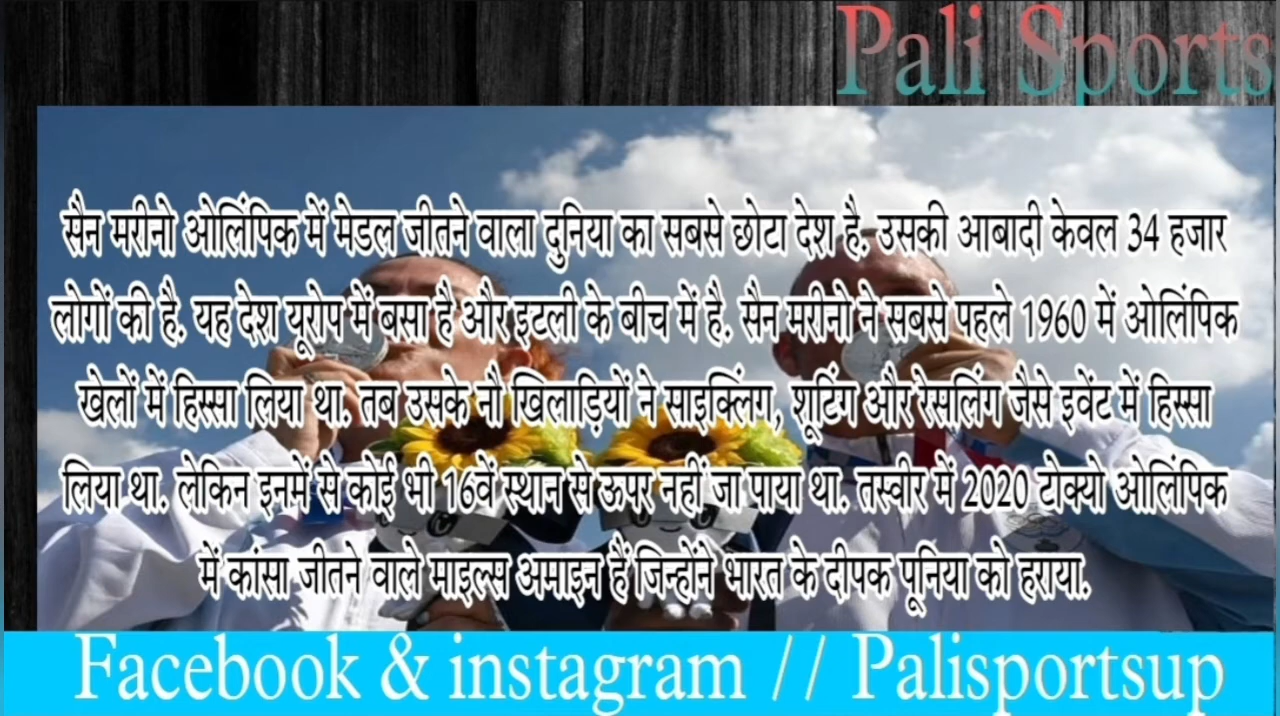 Pali Sports
सैन मरीनो ओलिंपिक में मेडल जीतने वाला दुनिया का सबसे छोटा देश है. उसकी आबादी केवल 34 हजार
लोगों की है. यह देश यूरोप में बसा है और इटली के बीच में है. सैन मरीनो ने सबसे पहले 1960 में ओलिंपिक
खेलों में हिस्सा लिया था. तब उसके नौ खिलाड़ियों ने साइक्लिंग, शूटिंग और रेसलिंग जैसे इवेंट में हिस्सा
लिया था. लेकिन इनमें से कोई भी 16वें स्थान से ऊपर नहीं जा पाया था. तस्वीर में 2020 टोक्यो ओलिंपिक
में कांसा जीतने वाले माइल्स अमाइन हैं जिन्होंने भारत के दीपक पूनिया को हराया.
Facebook & instagram // Palisportsup